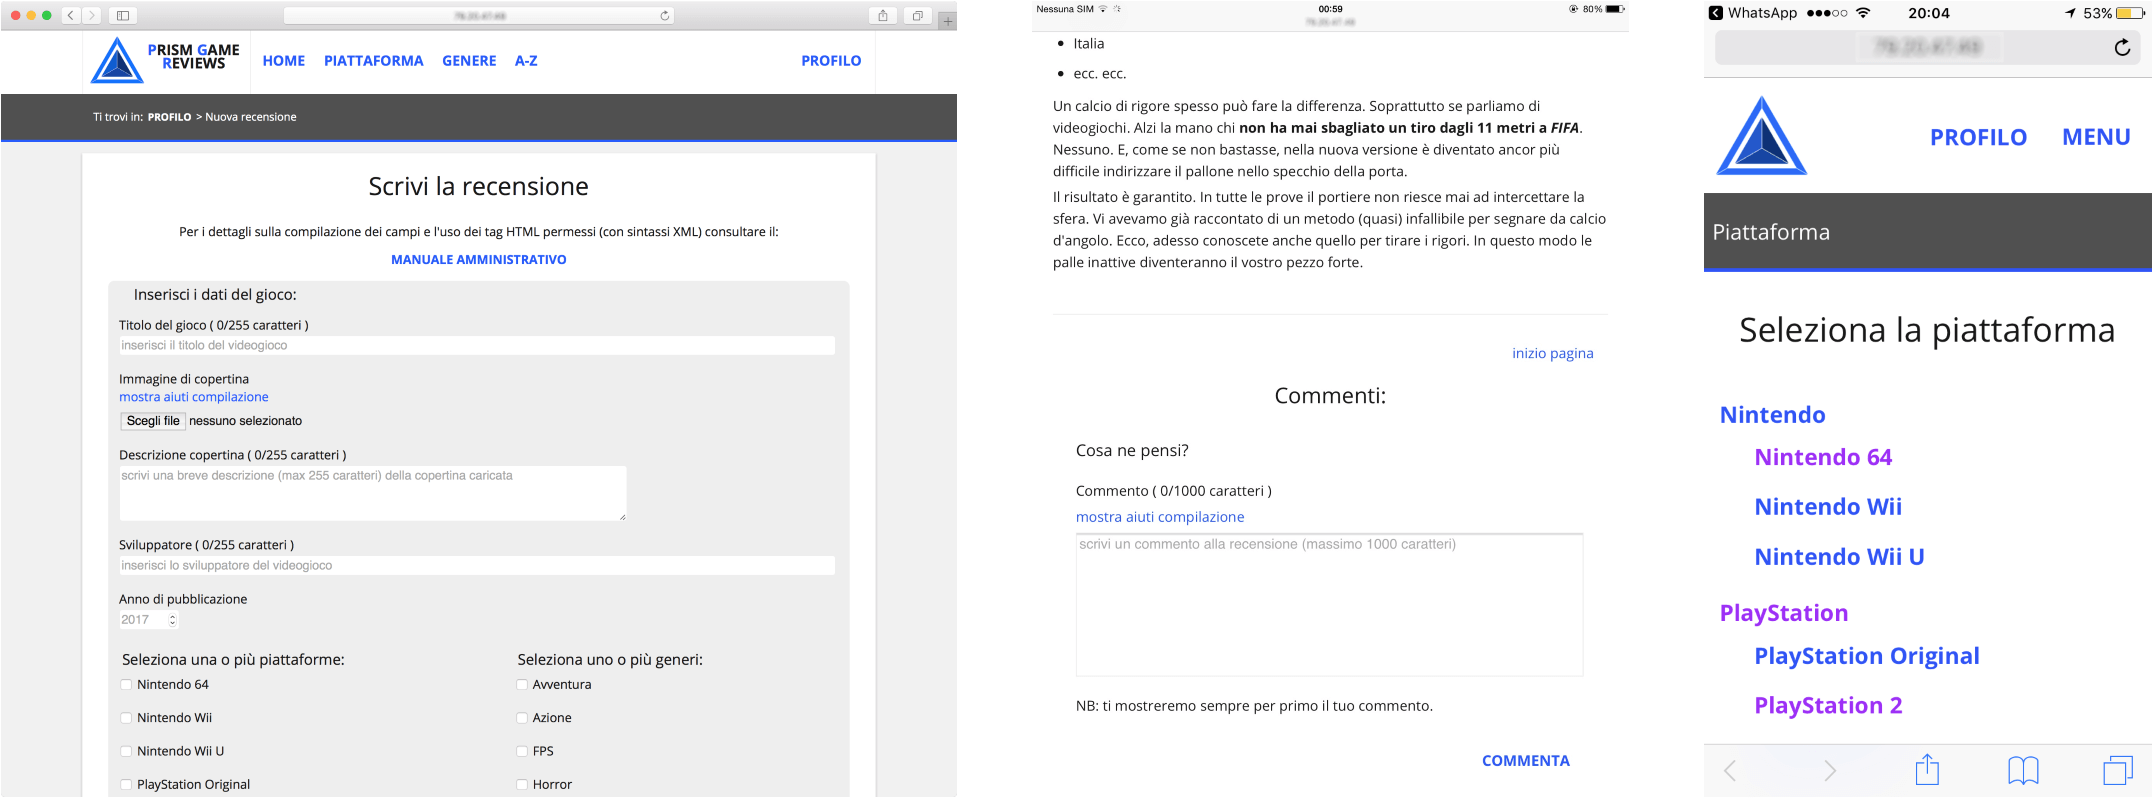 PRISM GAME
REVIEWS
HOME PIATTAFORMA GENERE A-Z PROFILO
Ti trovi in: PROFILO > Nuova recensione
Scrivi la recensione
Per i dettagli sulla compilazione dei campi e l'uso dei tag HTML permessi (con sintassi XML) consultare il:
MANUALE AMMINISTRATIVO
Inserisci i dati del gioco:
Titolo del gioco ( 0/255 caratteri )
inserisci il titolo del videogioco
Immagine di copertina
mostra aiuti compilazione
Scegli file nessuno selezionato
Descrizione copertina ( 0/255 caratteri )
scrivi una breve descrizione (max 255 caratteri) della copertina caricata
Sviluppatore ( 0/255 caratteri )
inserisci lo sviluppatore del videogioco
Anno di pubblicazione
2017
Seleziona una o più piattaforme:
Nintendo 64
Nintendo Wii
Nintendo Wii U
PlayStation Original
Seleziona uno o più generi:
Avventura
Azione
FPS
Horror
Nessuna SIM 00:59 80%
• Italia
• ecc. ecc.
Un calcio di rigore spesso può fare la differenza. Soprattutto se parliamo di
videogiochi. Alzi la mano chi non ha mai sbagliato un tiro dagli 11 metri a FIFA.
Nessuno. E, come se non bastasse, nella nuova versione è diventato ancor più
difficile indirizzare il pallone nello specchio della porta.
Il risultato è garantito. In tutte le prove il portiere non riesce mai ad intercettare la
sfera. Vi avevamo già raccontato di un metodo (quasi) infallibile per segnare da calcio
d'angolo. Ecco, adesso conoscete anche quello per tirare i rigori. In questo modo le
palle inattive diventeranno il vostro pezzo forte.
inizio pagina
Commenti:
Cosa ne pensi?
Commento ( 0/1000 caratteri )
mostra aiuti compilazione
scrivi un commento alla recensione (massimo 1000 caratteri)
NB: ti mostreremo sempre per primo il tuo commento.
COMMENTA
WhatsApp 20:04 53%
PROFILO MENU
Piattaforma
Seleziona la piattaforma
Nintendo
Nintendo 64
Nintendo Wii
Nintendo Wii U
PlayStation
PlayStation Original
PlayStation 2